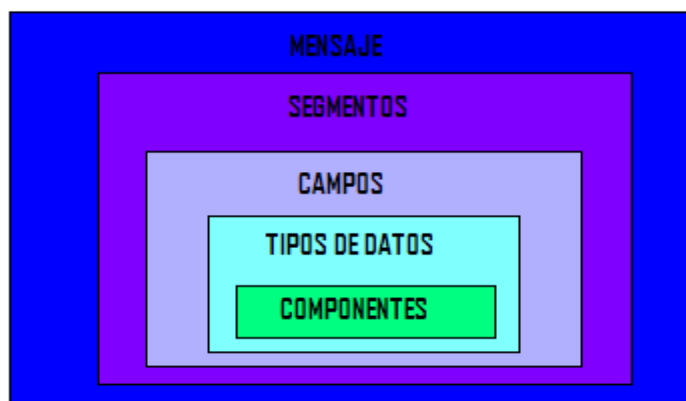 MENSAJE
SEGMENTOS
CAMPOS
TIPOS DE DATOS
COMPONENTES